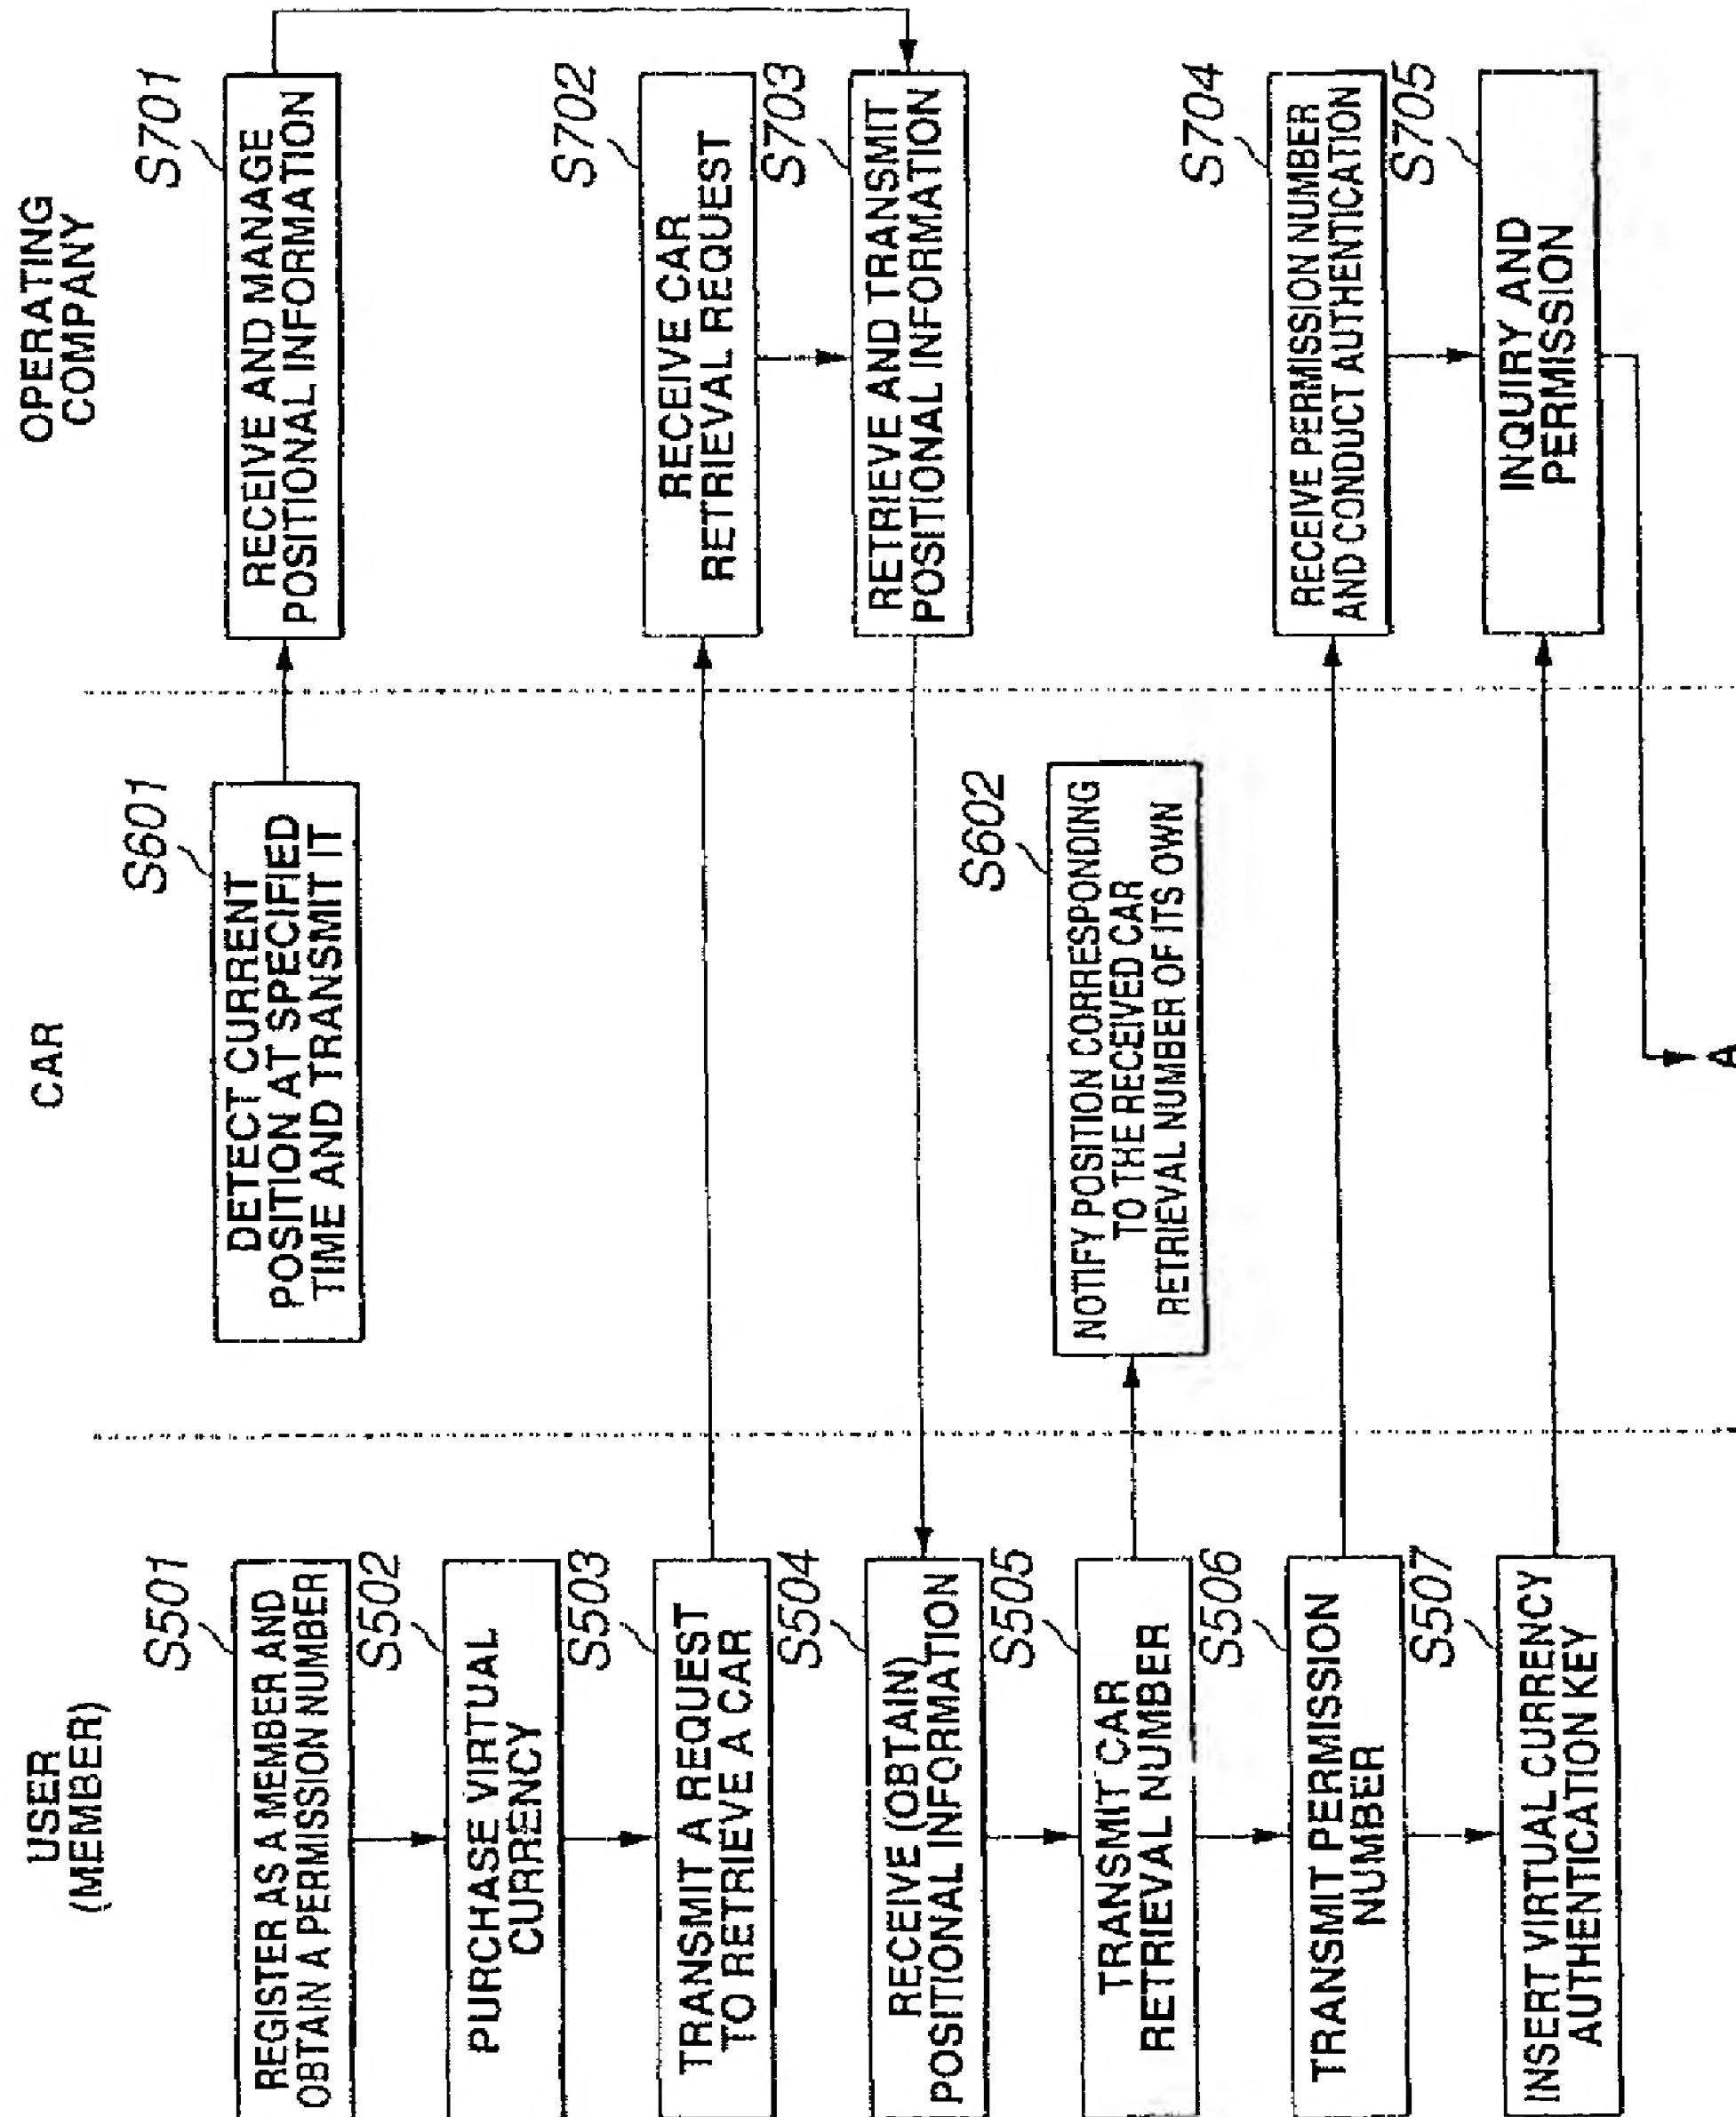 USER
(MEMBER)
CAR
OPERATING
COMPANY
S501
REGISTER AS A MEMBER AND
OBTAIN A PERMISSION NUMBER
S601
DETECT CURRENT
POSITION AT SPECIFIED
TIME AND TRANSMIT IT
S701
RECEIVE AND MANAGE
POSITIONAL INFORMATION
S502
PURCHASE VIRTUAL
CURRENCY
S503
TRANSMIT A REQUEST
TO RETRIEVE A CAR
S702
RECEIVE CAR
RETRIEVAL REQUEST
S504
RECEIVE (OBTAIN)
POSITIONAL INFORMATION
S703
RETRIEVE AND TRANSMIT
POSITIONAL INFORMATION
S505
TRANSMIT CAR
RETRIEVAL NUMBER
S602
NOTIFY POSITION CORRESPONDING
TO THE RECEIVED CAR
RETRIEVAL NUMBER OF ITS OWN
S506
TRANSMIT PERMISSION
NUMBER
S704
RECEIVE PERMISSION NUMBER
AND CONDUCT AUTHENTICATION
S507
INSERT VIRTUAL CURRENCY
AUTHENTICATION KEY
S705
INQUIRY AND
PERMISSION
A